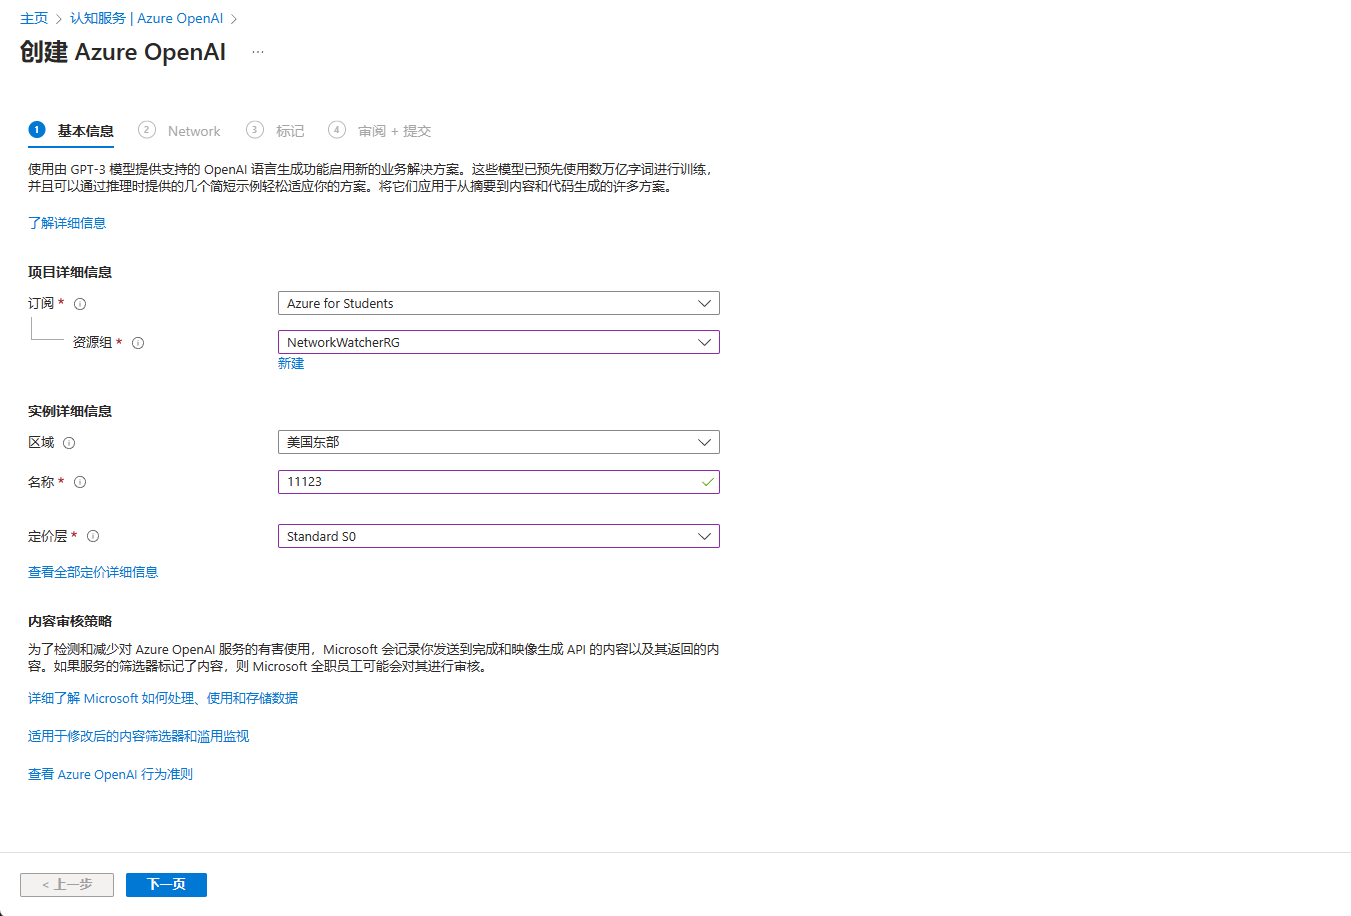 主页 > 认知服务 | Azure OpenAI >
创建 Azure OpenAI ...
1 基本信息 2 Network 3 标记 4 审阅 + 提交
使用由 GPT-3 模型提供支持的 OpenAI 语言生成功能启用新的业务解决方案。这些模型已预先使用数万亿字词进行训练，
并且可以通过推理时提供的几个简短示例轻松适应你的方案。将它们应用于从摘要到内容和代码生成的许多方案。
了解详细信息
项目详细信息
订阅 * Azure for Students
资源组 * NetworkWatcherRG
新建
实例详细信息
区域 美国东部
名称 * 11123
定价层 * Standard S0
查看全部定价详细信息
内容审核策略
为了检测和减少对 Azure OpenAI 服务的有害使用，Microsoft 会记录你发送到完成和映像生成 API 的内容以及其返回的内
容。如果服务的筛选器标记了内容，则 Microsoft 全职员工可能会对其进行审核。
详细了解 Microsoft 如何处理、使用和存储数据
适用于修改后的内容筛选器和滥用监视
查看 Azure OpenAI 行为准则
< 上一步 下一页